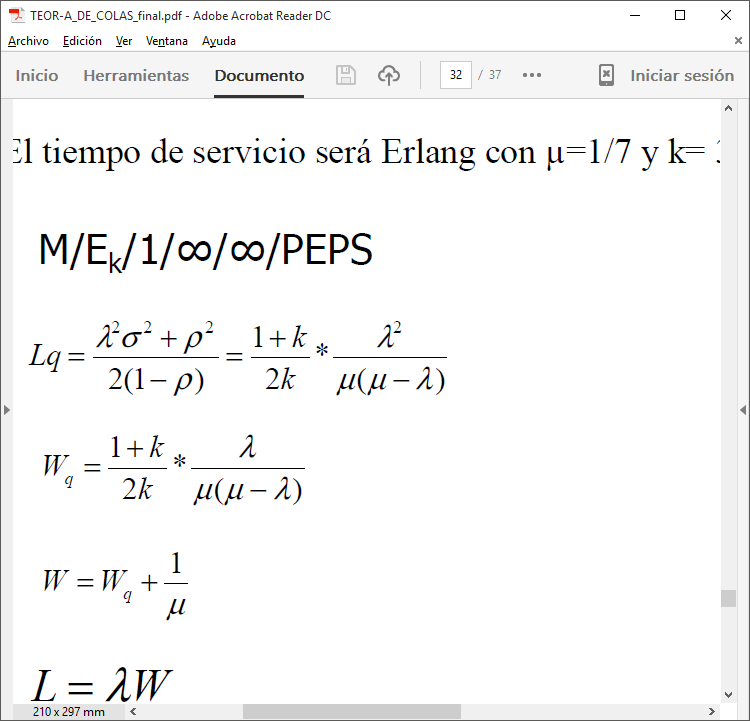 TEOR-A_DE_COLAS_final.pdf - Adobe Acrobat Reader DC
Archivo Edición Ver Ventana Ayuda
Inicio Herramientas Documento 32 / 37 Iniciar sesión
El tiempo de servicio será Erlang con μ=1/7 y k=
M/Eₖ/1/∞/∞/PEPS
Lq = (λ²σ² + ρ²) / 2(1 − ρ) = (1 + k) / 2k * λ² / μ(μ − λ)
W_q = (1 + k) / 2k * λ / μ(μ − λ)
W = W_q + 1 / μ
L = λW
210 x 297 mm